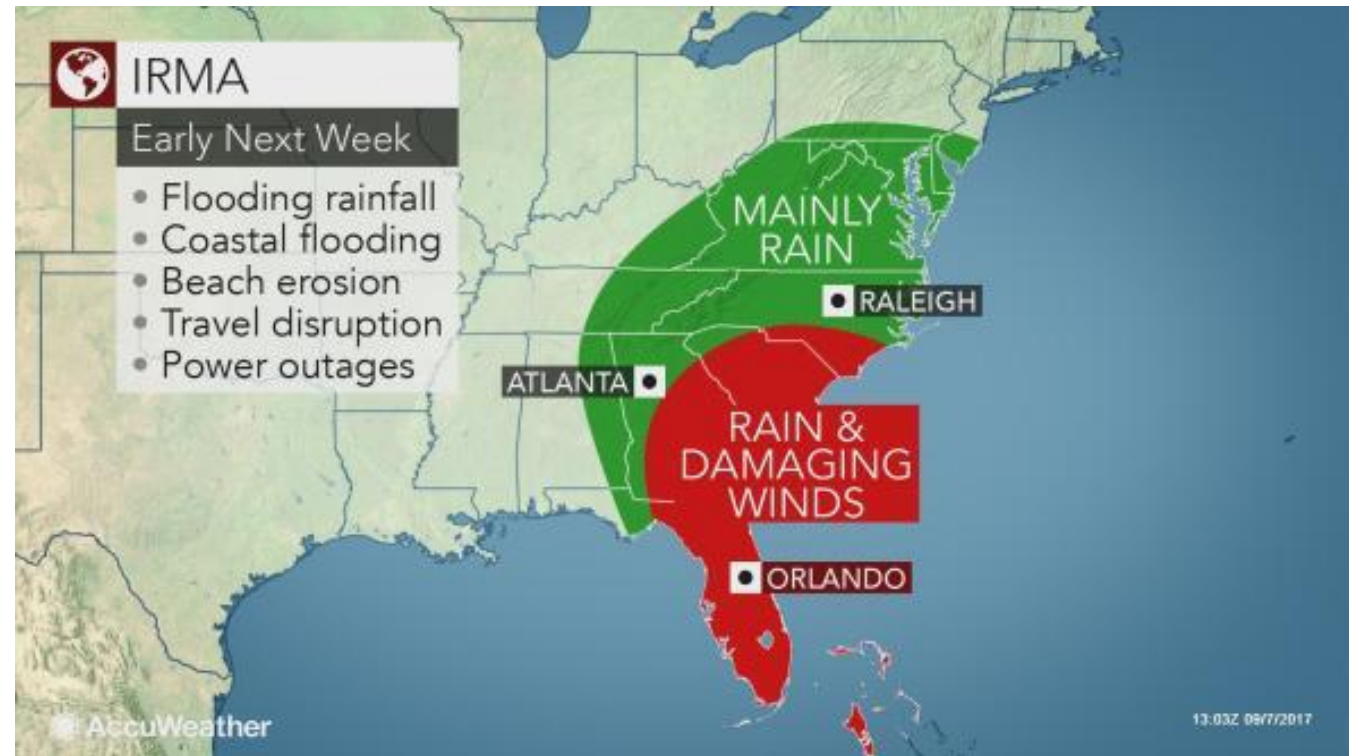 IRMA
Early Next Week
• Flooding rainfall
• Coastal flooding
• Beach erosion
• Travel disruption
• Power outages
MAINLY
RAIN
RALEIGH
ATLANTA
RAIN &
DAMAGING
WINDS
ORLANDO
AccuWeather
13:03Z 09/7/2017